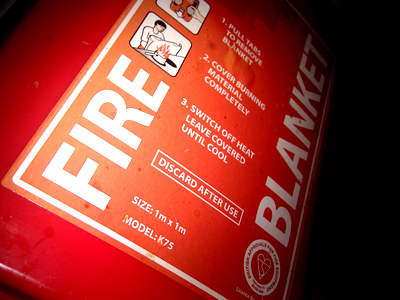 FIRE
1. PULL TABS
TO REMOVE
BLANKET
2. COVER BURNING
MATERIAL
COMPLETELY
3. SWITCH OFF HEAT
LEAVE COVERED
UNTIL COOL
DISCARD AFTER USE
SIZE: 1m x 1m
MODEL: K75
BLANKET